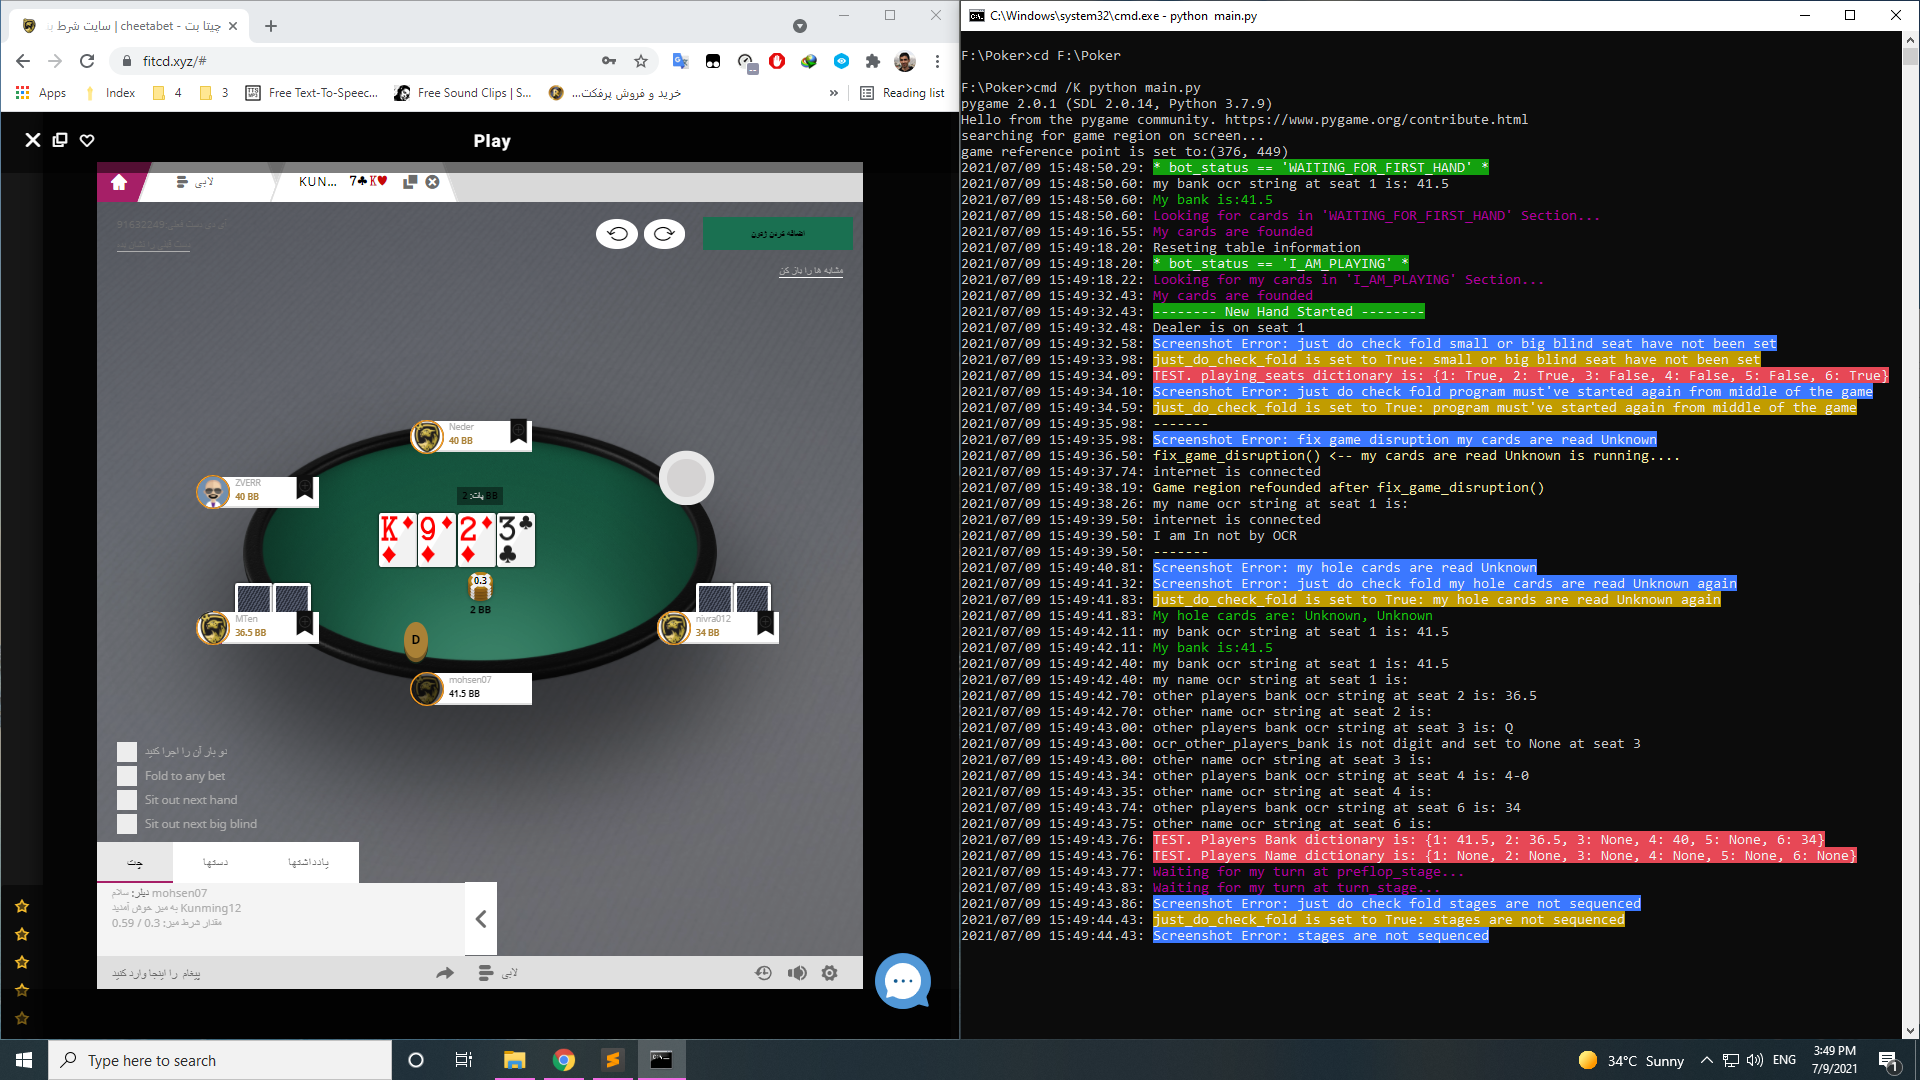 چیتا بت - cheetabet | سایت شرط
fitcd.xyz/#
Apps
Index
4
3
Free Text-To-Speec...
Free Sound Clips | S...
خرید و فروش پرفکت...
»
Reading list
Play
لابی
KUN... 7♣K♥
91632249
اضافه کردن ژتون
مشابه ها را باز کن
Neder
40 BB
ZVERR
40 BB
پات: 2 BB
K♦ 9♦ 2♦ 3♣
0.3
2 BB
MTen
36.5 BB
nivra012
34 BB
D
mohsen07
41.5 BB
دو بار آن را اجرا کنید
Fold to any bet
Sit out next hand
Sit out next big blind
چت
دستها
یادداشتها
دیلر: سلام mohsen07
به میز خوش آمدید Kunming12
مقدار شرط میز: 0.3 / 0.59
پیغام را اینجا وارد کنید
لابی
C:\Windows\system32\cmd.exe - python  main.py
F:\Poker>cd F:\Poker
F:\Poker>cmd /K python main.py
pygame 2.0.1 (SDL 2.0.14, Python 3.7.9)
Hello from the pygame community. https://www.pygame.org/contribute.html
searching for game region on screen...
game reference point is set to:(376, 449)
2021/07/09 15:48:50.29: * bot_status == 'WAITING_FOR_FIRST_HAND' *
2021/07/09 15:48:50.60: my bank ocr string at seat 1 is: 41.5
2021/07/09 15:48:50.60: My bank is:41.5
2021/07/09 15:48:50.60: Looking for cards in 'WAITING_FOR_FIRST_HAND' Section...
2021/07/09 15:49:16.55: My cards are founded
2021/07/09 15:49:18.20: Reseting table information
2021/07/09 15:49:18.20: * bot_status == 'I_AM_PLAYING' *
2021/07/09 15:49:18.22: Looking for my cards in 'I_AM_PLAYING' Section...
2021/07/09 15:49:32.43: My cards are founded
2021/07/09 15:49:32.43: -------- New Hand Started --------
2021/07/09 15:49:32.48: Dealer is on seat 1
2021/07/09 15:49:32.58: Screenshot Error: just do check fold small or big blind seat have not been set
2021/07/09 15:49:33.98: just_do_check_fold is set to True: small or big blind seat have not been set
2021/07/09 15:49:34.09: TEST. playing_seats dictionary is: {1: True, 2: True, 3: False, 4: False, 5: False, 6: True}
2021/07/09 15:49:34.10: Screenshot Error: just do check fold program must've started again from middle of the game
2021/07/09 15:49:34.59: just_do_check_fold is set to True: program must've started again from middle of the game
2021/07/09 15:49:35.98: -------
2021/07/09 15:49:35.98: Screenshot Error: fix game disruption my cards are read Unknown
2021/07/09 15:49:36.50: fix_game_disruption() <-- my cards are read Unknown is running....
2021/07/09 15:49:37.74: internet is connected
2021/07/09 15:49:38.19: Game region refounded after fix_game_disruption()
2021/07/09 15:49:38.26: my name ocr string at seat 1 is:
2021/07/09 15:49:39.50: internet is connected
2021/07/09 15:49:39.50: I am In not by OCR
2021/07/09 15:49:39.50: -------
2021/07/09 15:49:40.81: Screenshot Error: my hole cards are read Unknown
2021/07/09 15:49:41.32: Screenshot Error: just do check fold my hole cards are read Unknown again
2021/07/09 15:49:41.83: just_do_check_fold is set to True: my hole cards are read Unknown again
2021/07/09 15:49:41.83: My hole cards are: Unknown, Unknown
2021/07/09 15:49:42.11: my bank ocr string at seat 1 is: 41.5
2021/07/09 15:49:42.11: My bank is:41.5
2021/07/09 15:49:42.40: my bank ocr string at seat 1 is: 41.5
2021/07/09 15:49:42.40: my name ocr string at seat 1 is:
2021/07/09 15:49:42.70: other players bank ocr string at seat 2 is: 36.5
2021/07/09 15:49:42.70: other name ocr string at seat 2 is:
2021/07/09 15:49:43.00: other players bank ocr string at seat 3 is: Q
2021/07/09 15:49:43.00: ocr_other_players_bank is not digit and set to None at seat 3
2021/07/09 15:49:43.00: other name ocr string at seat 3 is:
2021/07/09 15:49:43.34: other players bank ocr string at seat 4 is: 4-0
2021/07/09 15:49:43.35: other name ocr string at seat 4 is:
2021/07/09 15:49:43.74: other players bank ocr string at seat 6 is: 34
2021/07/09 15:49:43.75: other name ocr string at seat 6 is:
2021/07/09 15:49:43.76: TEST. Players Bank dictionary is: {1: 41.5, 2: 36.5, 3: None, 4: 40, 5: None, 6: 34}
2021/07/09 15:49:43.76: TEST. Players Name dictionary is: {1: None, 2: None, 3: None, 4: None, 5: None, 6: None}
2021/07/09 15:49:43.77: Waiting for my turn at preflop_stage...
2021/07/09 15:49:43.83: Waiting for my turn at turn_stage...
2021/07/09 15:49:43.86: Screenshot Error: just do check fold stages are not sequenced
2021/07/09 15:49:44.43: just_do_check_fold is set to True: stages are not sequenced
2021/07/09 15:49:44.43: Screenshot Error: stages are not sequenced
Type here to search
34°C Sunny
ENG
3:49 PM
7/9/2021
1